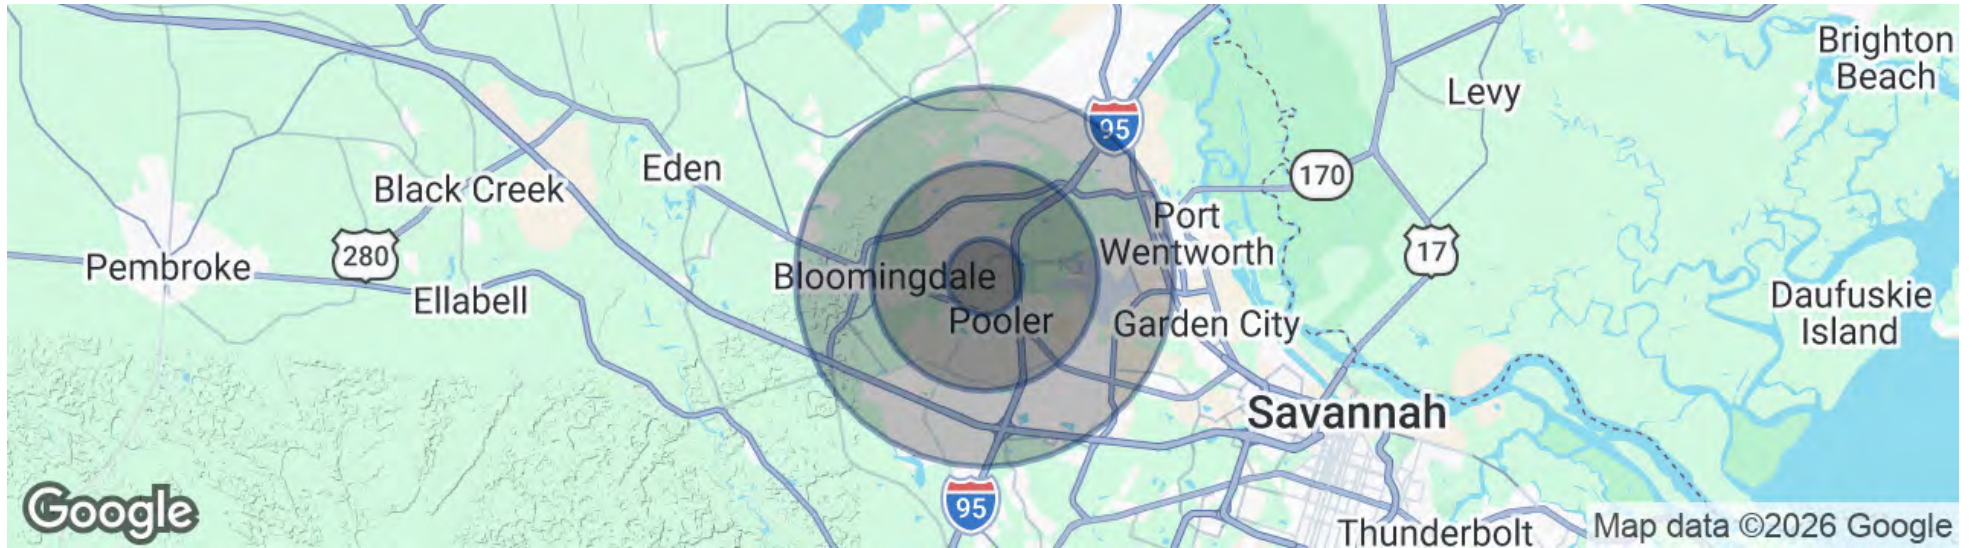 Brighton
Beach
Levy
95
Eden
170
Black Creek
Port
Wentworth
17
280
Pembroke
Bloomingdale
Ellabell
Pooler
Garden City
Daufuskie
Island
Savannah
95
Google
Thunderbolt
Map data ©2026 Google